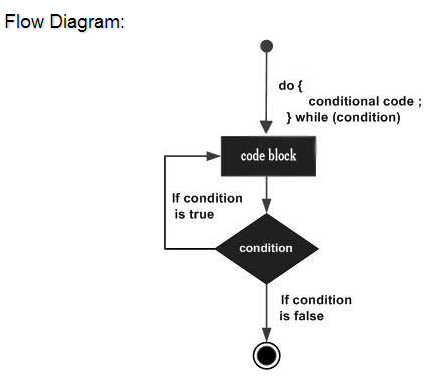 Flow Diagram:
do {
conditional code ;
} while (condition)
code block
If condition
is true
condition
If condition
is false